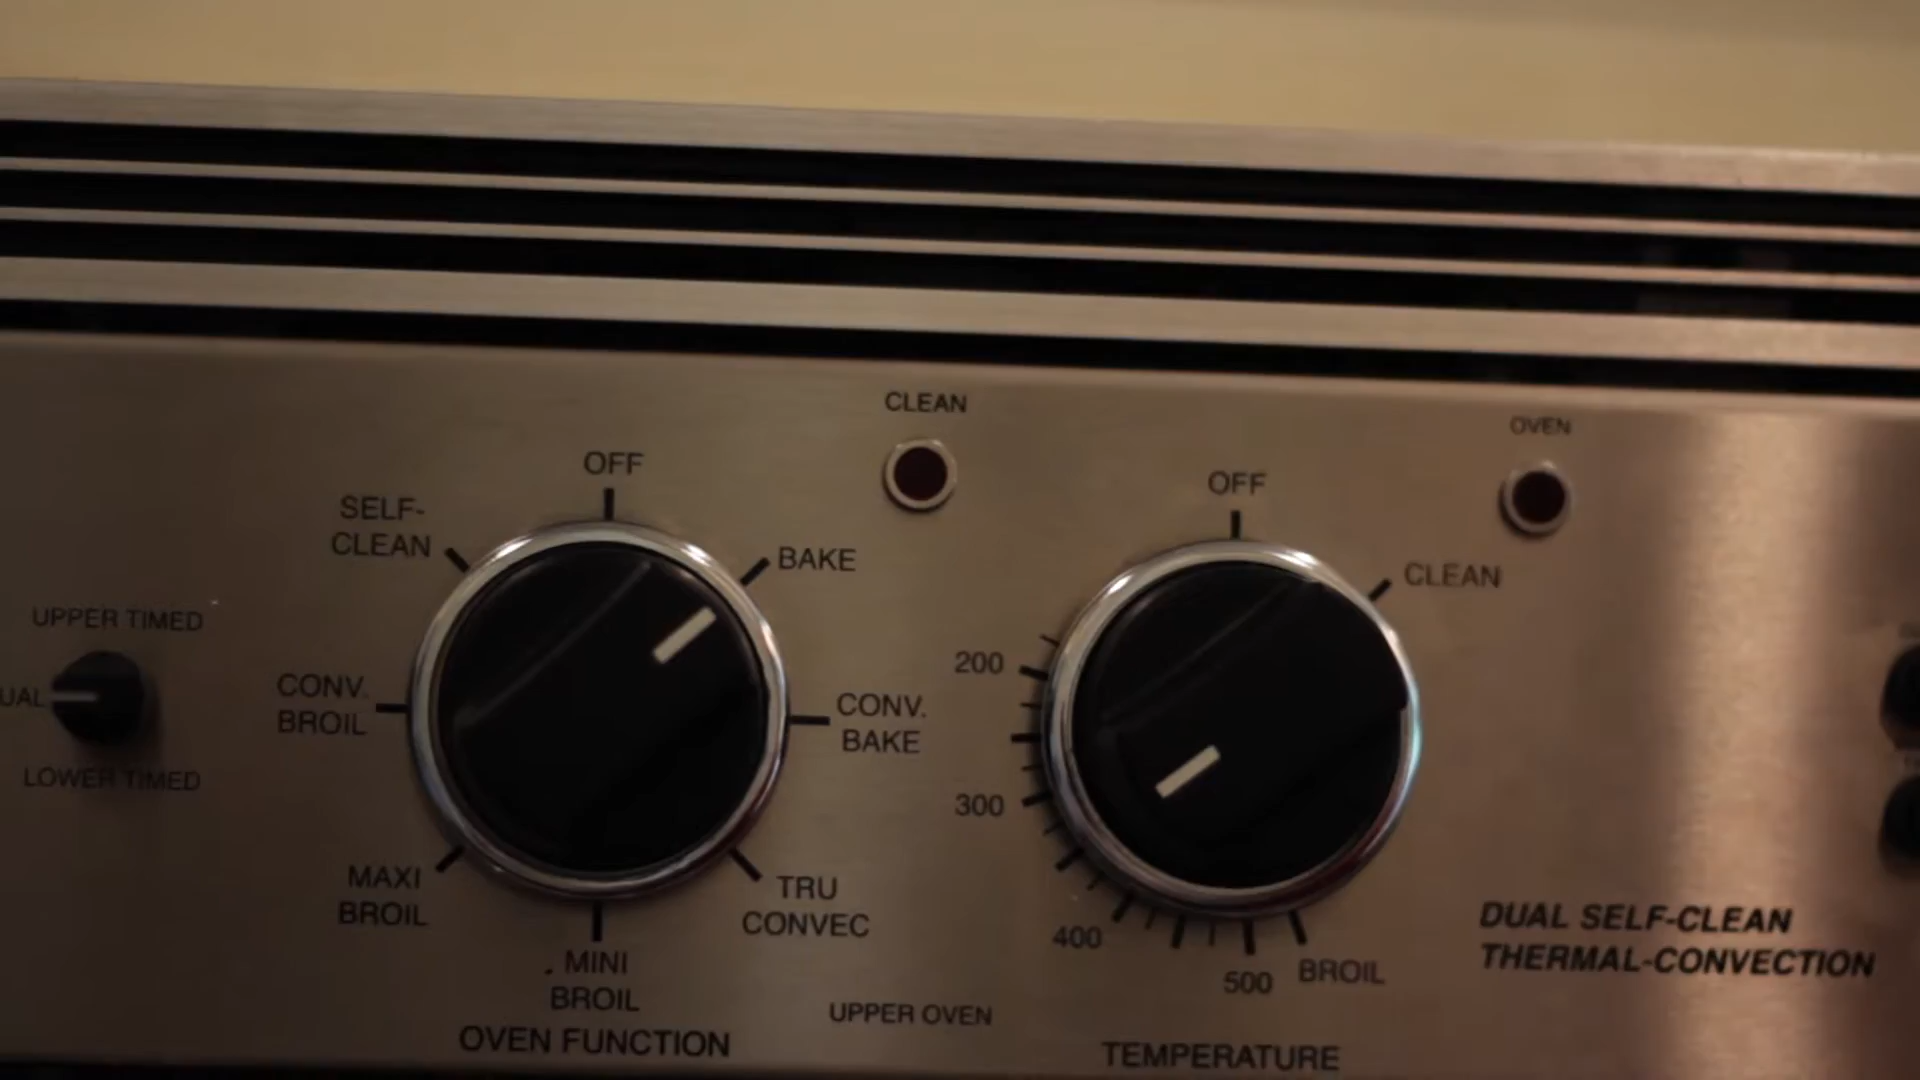 CLEAN
OVEN
OFF
OFF
SELF-
CLEAN
BAKE
CLEAN
UPPER TIMED
200
CONV.
BROIL
CONV.
BAKE
LOWER TIMED
300
MAXI
BROIL
TRU
CONVEC
400
MINI
BROIL
500
BROIL
DUAL SELF-CLEAN
THERMAL-CONVECTION
UPPER OVEN
OVEN FUNCTION
TEMPERATURE